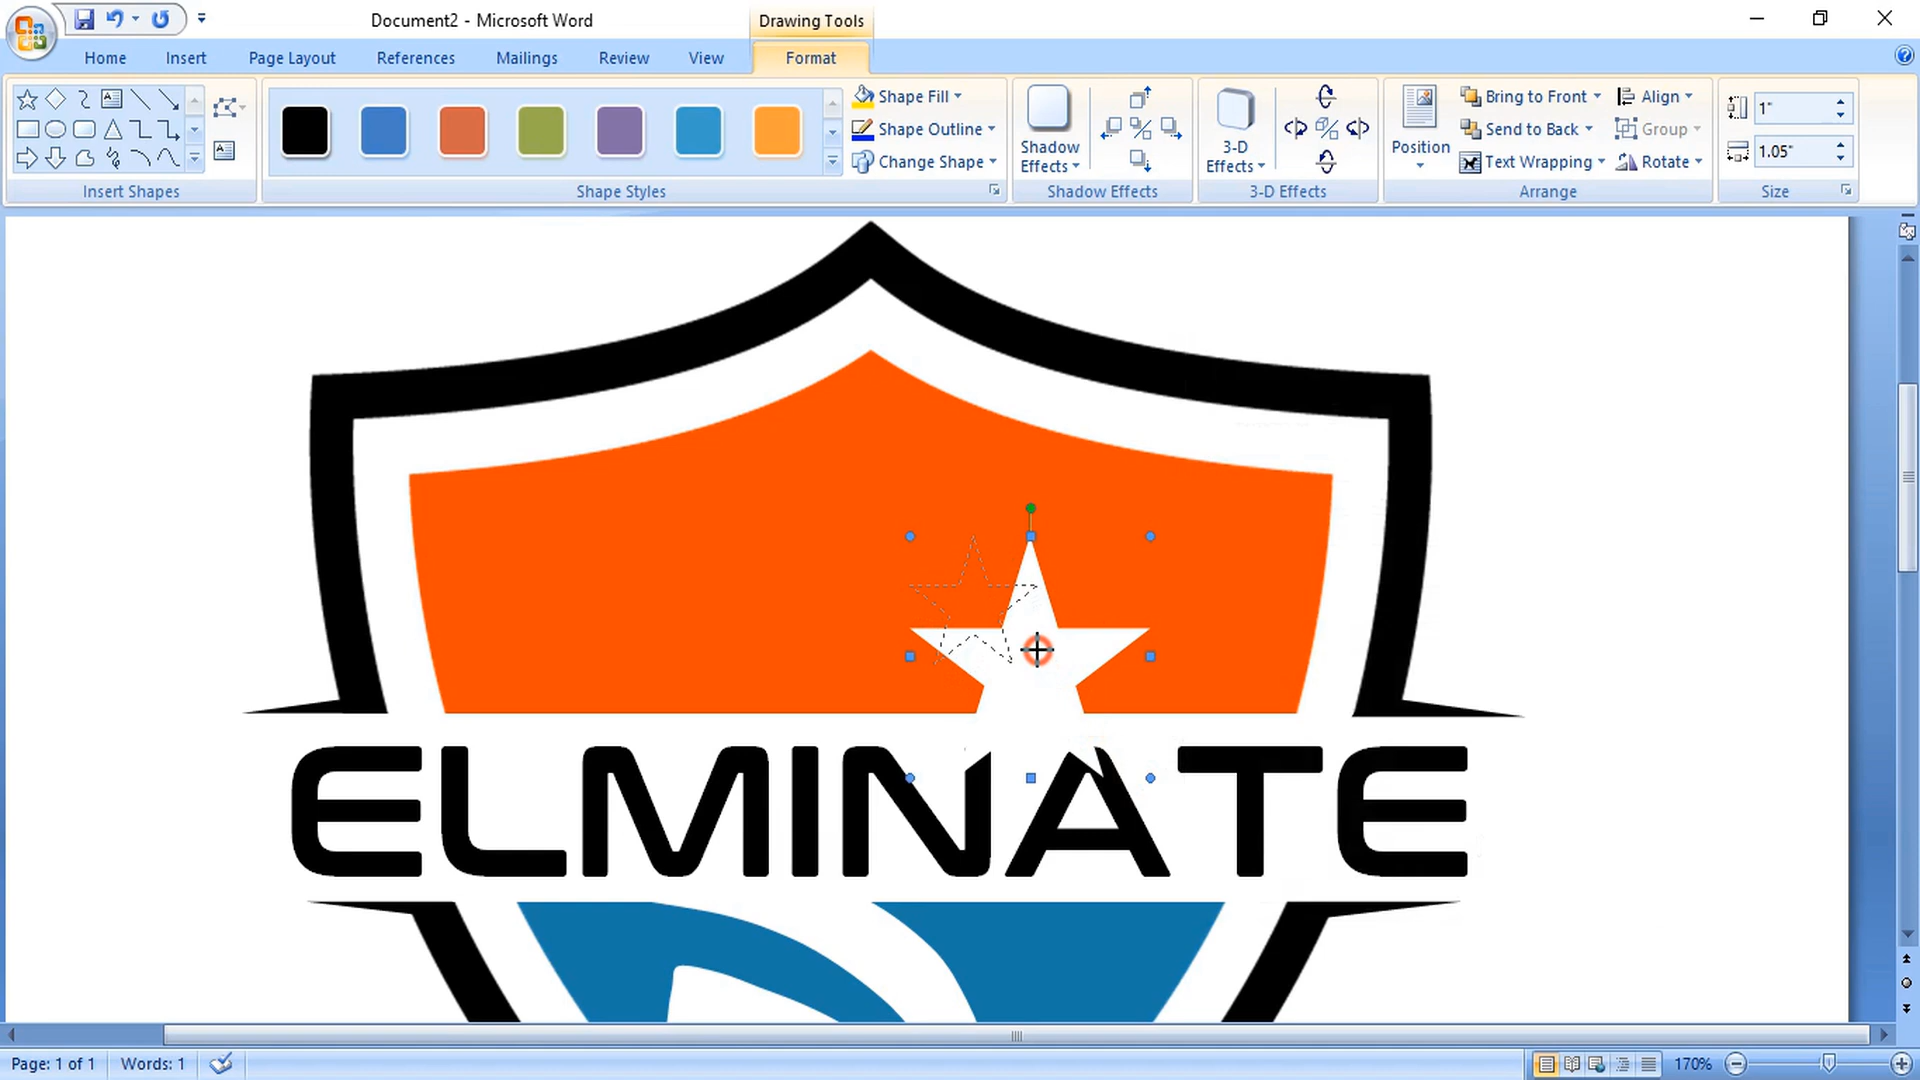 Document2 - Microsoft Word
Drawing Tools
Home
Insert
Page Layout
References
Mailings
Review
View
Format
Shape Fill
Shape Outline
Change Shape
Shadow Effects
3-D Effects
Position
Bring to Front
Send to Back
Text Wrapping
Align
Group
Rotate
1"
1.05"
Insert Shapes
Shape Styles
Shadow Effects
3-D Effects
Arrange
Size
ELMINATE
Page: 1 of 1
Words: 1
170%